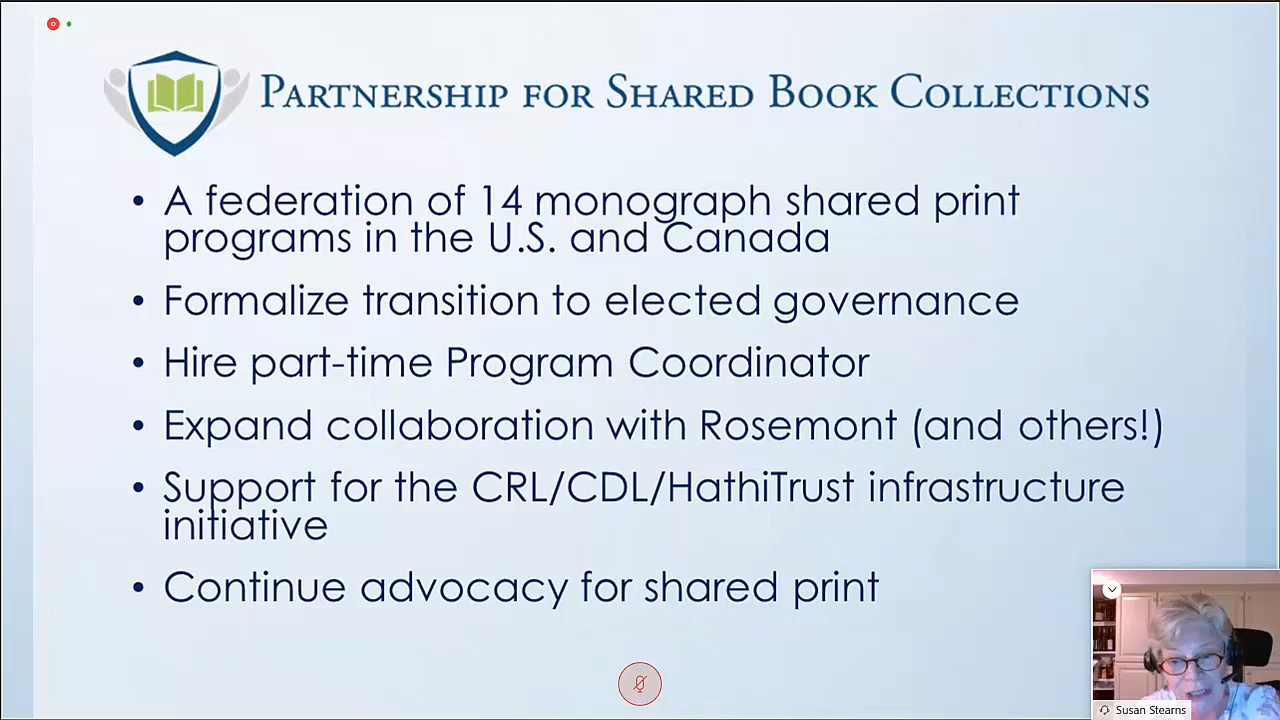 PARTNERSHIP FOR SHARED BOOK COLLECTIONS
• A federation of 14 monograph shared print
programs in the U.S. and Canada
• Formalize transition to elected governance
• Hire part-time Program Coordinator
• Expand collaboration with Rosemont (and others!)
• Support for the CRL/CDL/HathiTrust infrastructure
initiative
• Continue advocacy for shared print
Susan Stearns